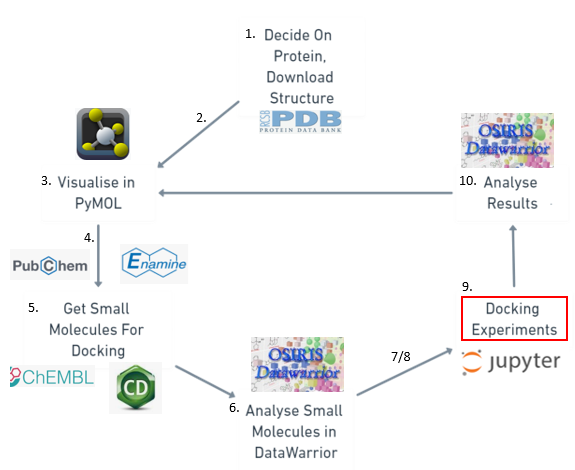 1. Decide On
Protein,
Download
Structure
RCSB PDB
PROTEIN DATA BANK
2.
3. Visualise in
PyMOL
4.
PubChem
Enamine
5. Get Small
Molecules For
Docking
ChEMBL
CD
OSIRIS
Datawarrior
6. Analyse Small
Molecules in
DataWarrior
7/8
9.
Docking
Experiments
jupyter
OSIRIS
Datawarrior
10. Analyse
Results